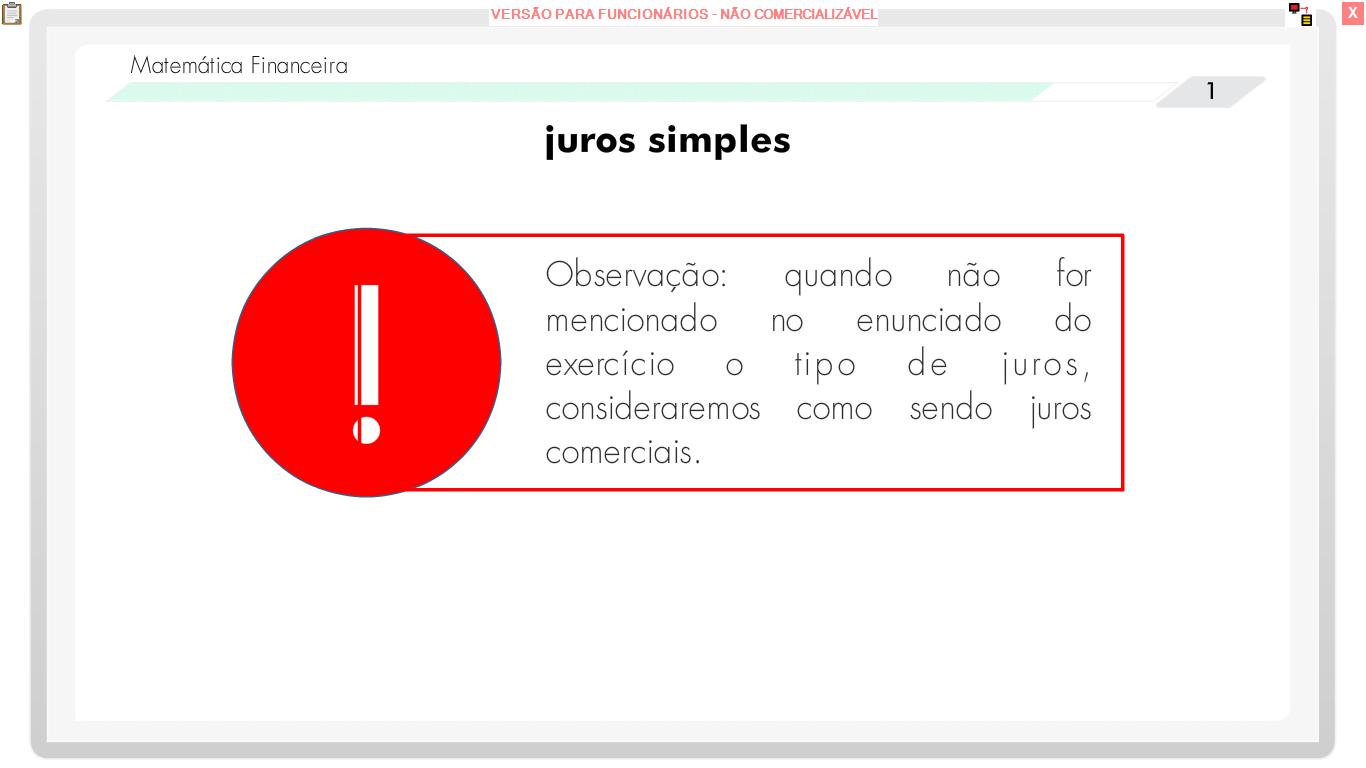 VERSÃO PARA FUNCIONÁRIOS - NÃO COMERCIALIZÁVEL
X
Matemática Financeira
1
juros simples
!
Observação: quando não for
mencionado no enunciado do
exercício o tipo de juros,
consideraremos como sendo juros
comerciais.